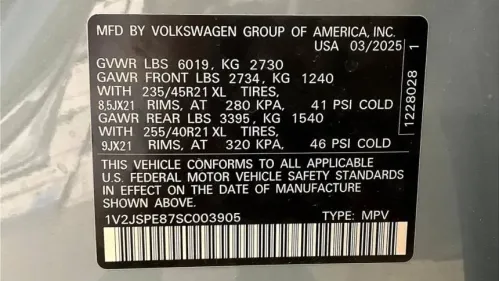 MFD BY VOLKSWAGEN GROUP OF AMERICA, INC.
USA 03/2025
GVWR LBS 6019, KG 2730
GAWR FRONT LBS 2734, KG 1240
WITH 235/45R21 XL TIRES,
8,5JX21 RIMS, AT 280 KPA, 41 PSI COLD
GAWR REAR LBS 3395, KG 1540
WITH 255/40R21 XL TIRES,
9JX21 RIMS, AT 320 KPA, 46 PSI COLD
THIS VEHICLE CONFORMS TO ALL APPLICABLE
U.S. FEDERAL MOTOR VEHICLE SAFETY STANDARDS
IN EFFECT ON THE DATE OF MANUFACTURE
SHOWN ABOVE.
1V2JSPE87SC003905 TYPE: MPV
1228028 1